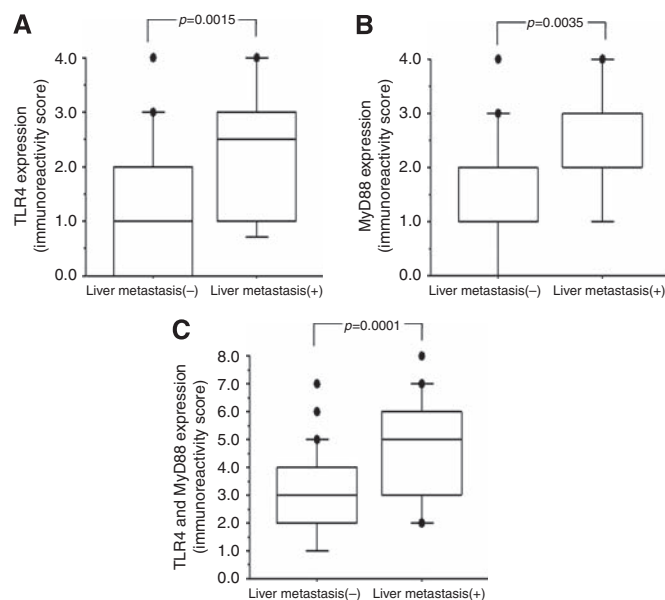 A
p=0.0015
TLR4 expression
(immunoreactivity score)
4.0
3.0
2.0
1.0
0.0
Liver metastasis(–)
Liver metastasis(+)
B
p=0.0035
MyD88 expression
(immunoreactivity score)
4.0
3.0
2.0
1.0
0.0
Liver metastasis(–)
Liver metastasis(+)
C
p=0.0001
TLR4 and MyD88 expression
(immunoreactivity score)
8.0
7.0
6.0
5.0
4.0
3.0
2.0
1.0
0.0
Liver metastasis(–)
Liver metastasis(+)